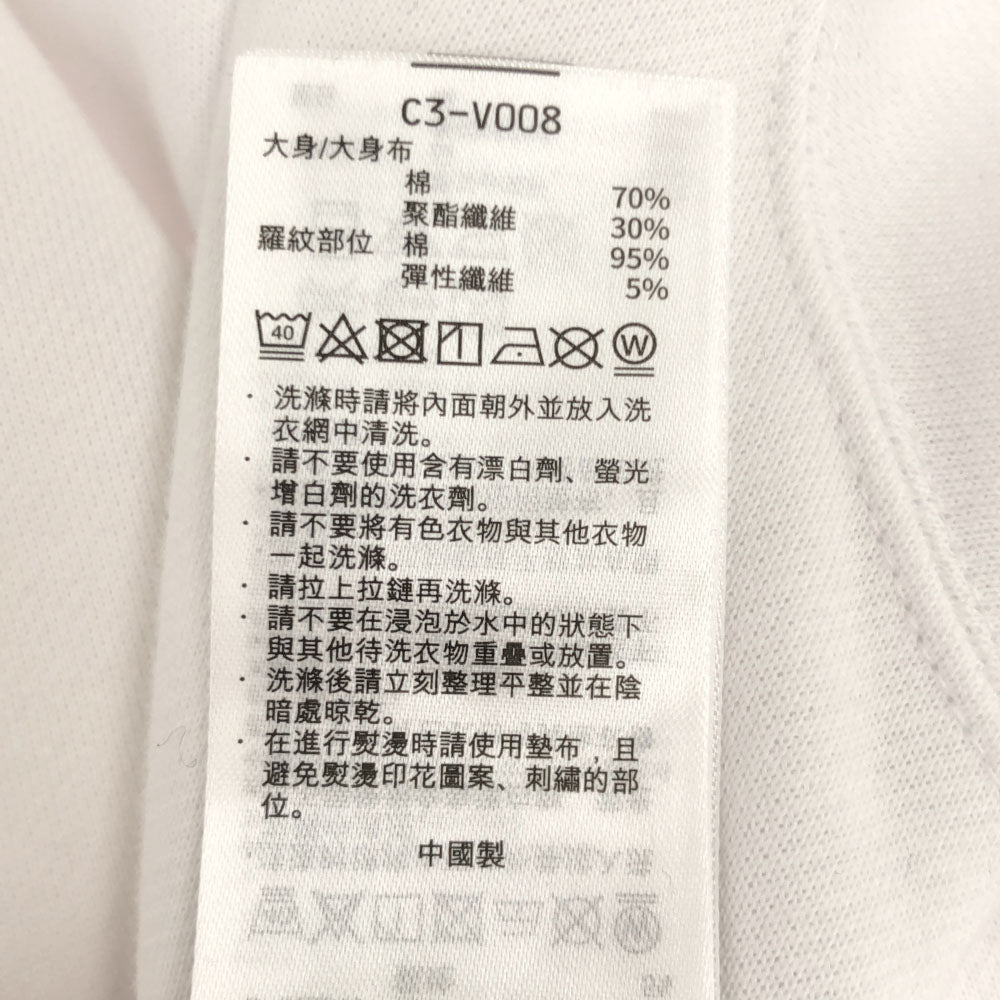 C3-V008
大身/大身布
棉 70%
聚酯纖維 30%
羅紋部位 棉 95%
彈性纖維 5%
40 W
· 洗滌時請將內面朝外並放入洗
衣網中清洗。
· 請不要使用含有漂白劑、螢光
增白劑的洗衣劑。
· 請不要將有色衣物與其他衣物
一起洗滌。
· 請拉上拉鏈再洗滌。
· 請不要在浸泡於水中的狀態下
與其他待洗衣物重疊或放置。
· 洗滌後請立刻整理平整並在陰
暗處晾乾。
· 在進行熨燙時請使用墊布，且
避免熨燙印花圖案、刺繡的部
位。
中國製